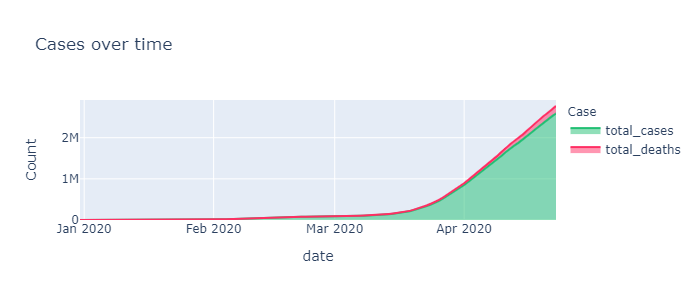 Cases over time
Count
2M
1M
0
Jan 2020
Feb 2020
Mar 2020
Apr 2020
date
Case
total_cases
total_deaths